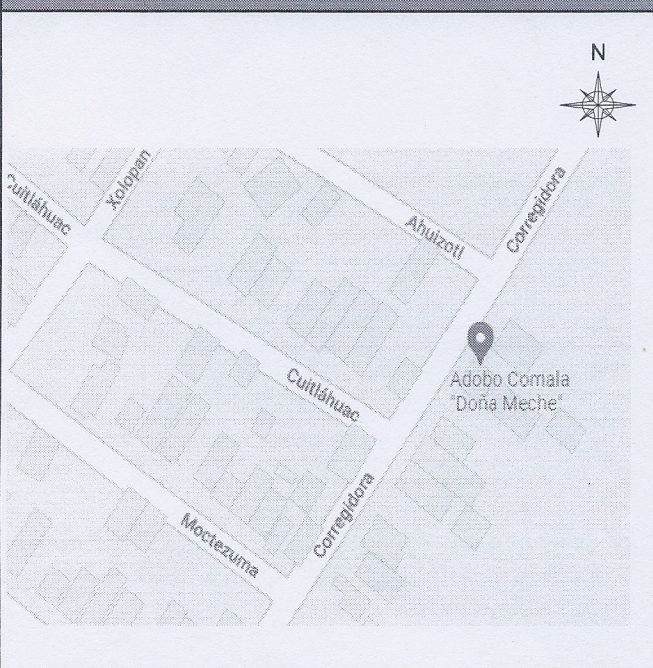 N
Xolopan
Cuitláhuac
Corregidora
Ahuizotl
Adobo Comala
"Doña Meche"
Cuitláhuac
Corregidora
Moctezuma